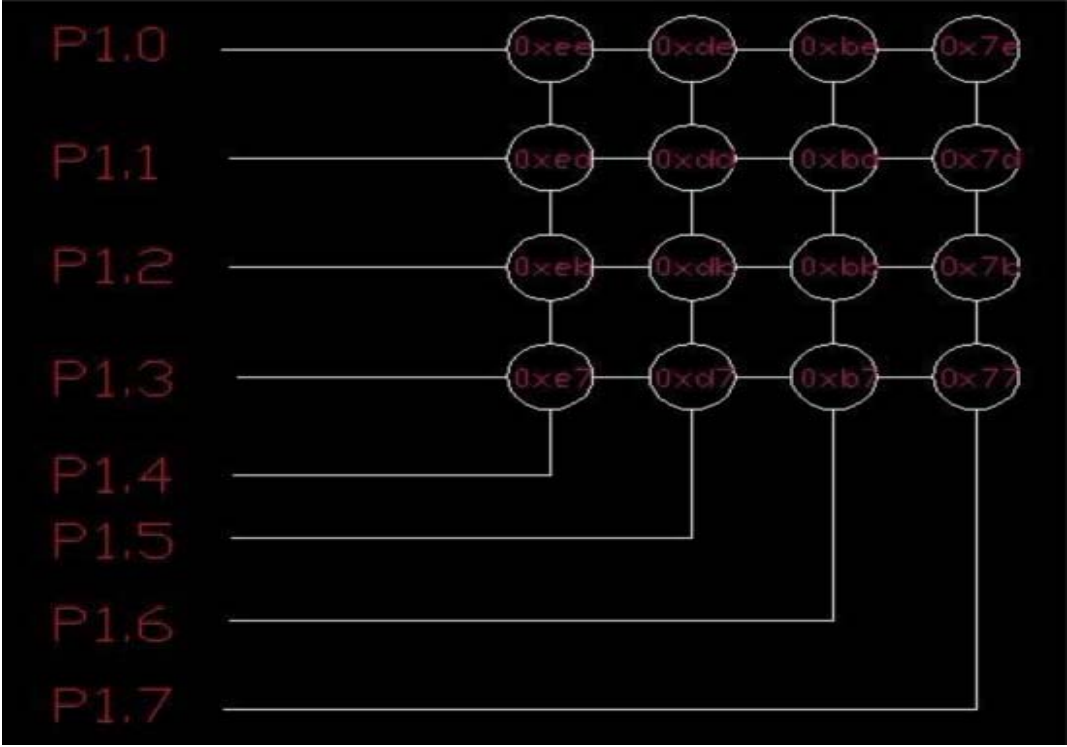 P1.0 0xee 0xde 0xbe 0x7e
P1.1 0xed 0xdd 0xbd 0x7d
P1.2 0xeb 0xdb 0xbb 0x7b
P1.3 0xe7 0xd7 0xb7 0x77
P1.4
P1.5
P1.6
P1.7